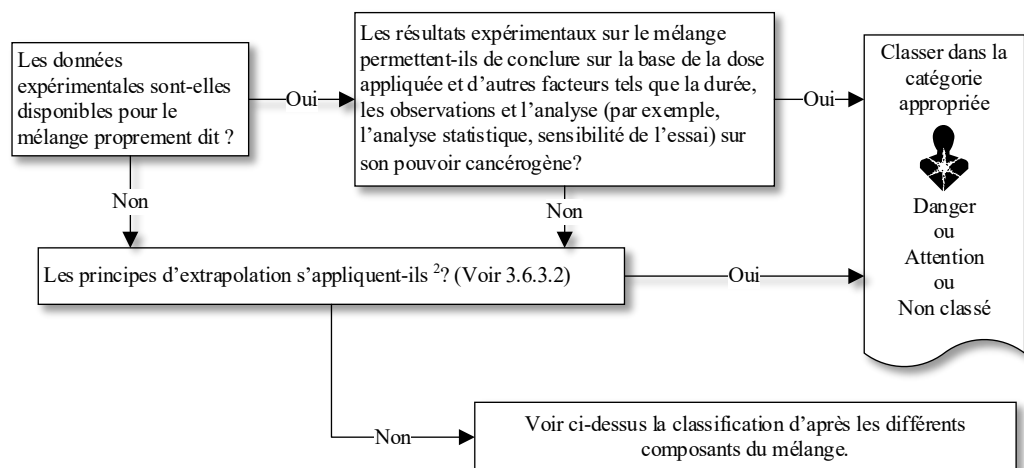 Les données
expérimentales sont-elles
disponibles pour le
mélange proprement dit ?
Oui
Les résultats expérimentaux sur le mélange
permettent-ils de conclure sur la base de la dose
appliquée et d'autres facteurs tels que la durée,
les observations et l'analyse (par exemple,
l'analyse statistique, sensibilité de l'essai) sur
son pouvoir cancérogène?
Oui
Classer dans la
catégorie
appropriée
Danger
ou
Attention
ou
Non classé
Non
Non
Les principes d'extrapolation s'appliquent-ils ²? (Voir 3.6.3.2)
Oui
Non
Voir ci-dessus la classification d'après les différents
composants du mélange.